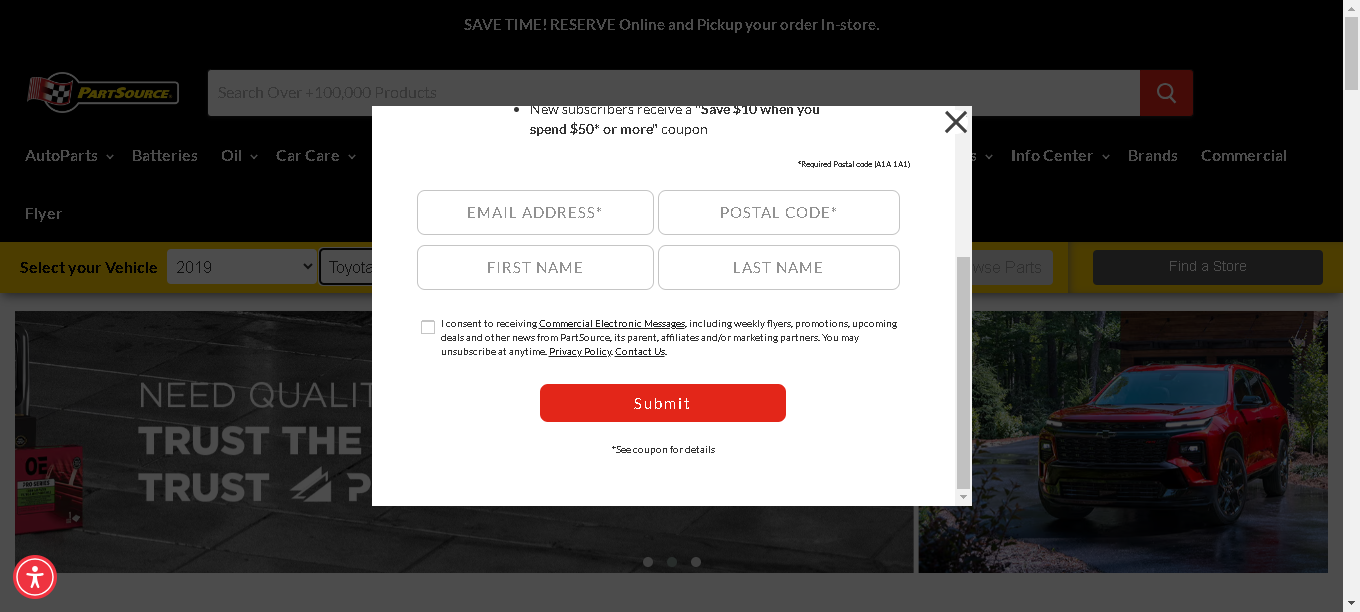 SAVE TIME! RESERVE Online and Pickup your order In-store.
PARTSOURCE
Search Over +100,000 Products
AutoParts
Batteries
Oil
Car Care
Info Center
Brands
Commercial
Flyer
Select your Vehicle
2019
Toyota
Find a Store
New subscribers receive a "Save $10 when you
spend $50* or more" coupon
*Required Postal code (A1A 1A1)
EMAIL ADDRESS*
POSTAL CODE*
FIRST NAME
LAST NAME
I consent to receiving Commercial Electronic Messages, including weekly flyers, promotions, upcoming
deals and other news from PartSource, its parent, affiliates and/or marketing partners. You may
unsubscribe at anytime. Privacy Policy. Contact Us.
Submit
*See coupon for details
NEED QUALIT
TRUST THE
TRUST
OE